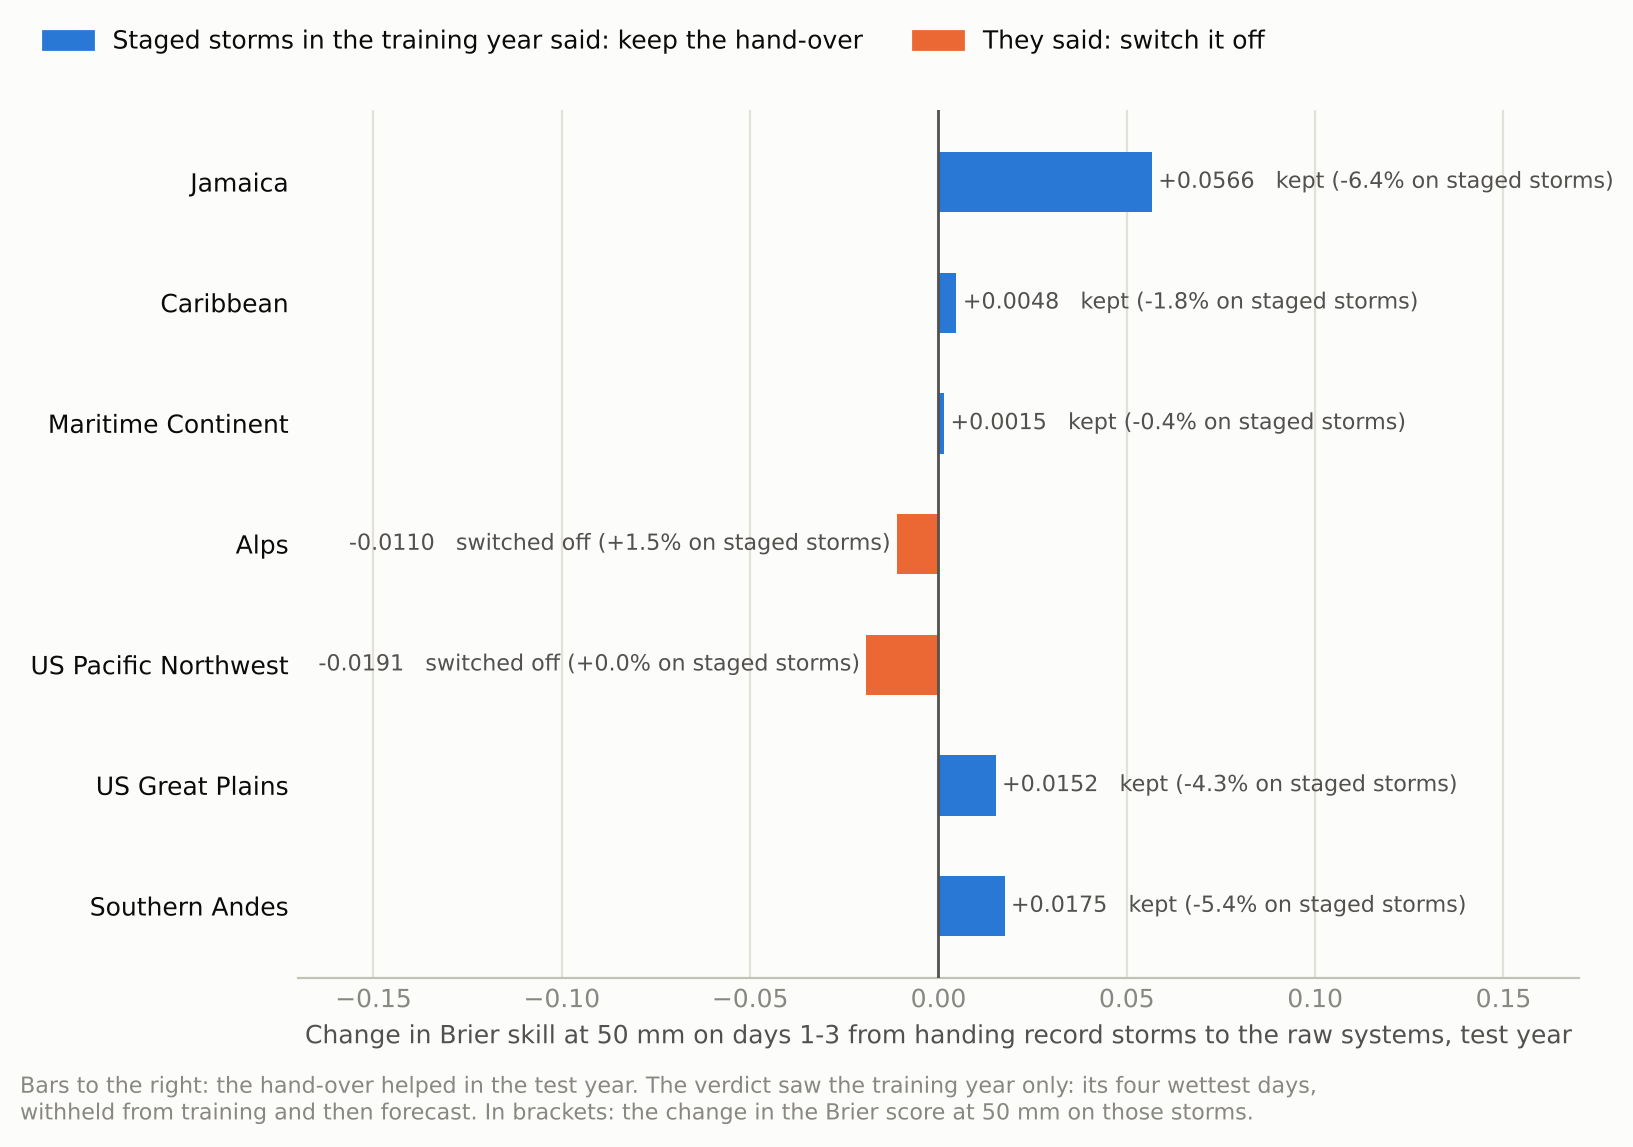 Staged storms in the training year said: keep the hand-over
They said: switch it off
Jamaica
+0.0566 kept (-6.4% on staged storms)
Caribbean
+0.0048 kept (-1.8% on staged storms)
Maritime Continent
+0.0015 kept (-0.4% on staged storms)
Alps
-0.0110 switched off (+1.5% on staged storms)
US Pacific Northwest
-0.0191 switched off (+0.0% on staged storms)
US Great Plains
+0.0152 kept (-4.3% on staged storms)
Southern Andes
+0.0175 kept (-5.4% on staged storms)
−0.15 −0.10 −0.05 0.00 0.05 0.10 0.15
Change in Brier skill at 50 mm on days 1-3 from handing record storms to the raw systems, test year
Bars to the right: the hand-over helped in the test year. The verdict saw the training year only: its four wettest days,
withheld from training and then forecast. In brackets: the change in the Brier score at 50 mm on those storms.